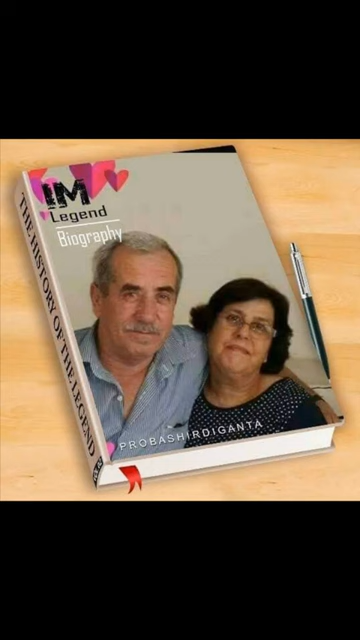 IM
Legend
Biography
THE HISTORY OF THE LEGEND
PROBASHIRDIGANTA